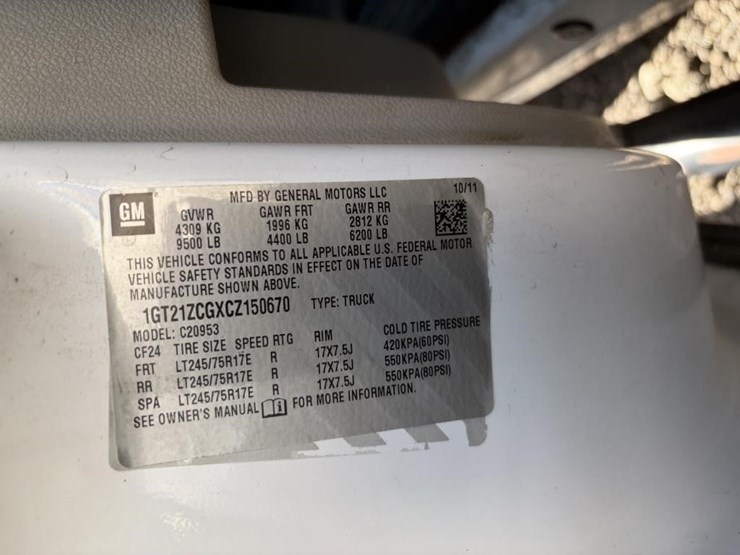 GM
MFD BY GENERAL MOTORS LLC 10/11
GVWR GAWR FRT GAWR RR
4309 KG 1996 KG 2812 KG
9500 LB 4400 LB 6200 LB
THIS VEHICLE CONFORMS TO ALL APPLICABLE U.S. FEDERAL MOTOR
VEHICLE SAFETY STANDARDS IN EFFECT ON THE DATE OF
MANUFACTURE SHOWN ABOVE.
1GT21ZCGXCZ150670 TYPE: TRUCK
MODEL: C20953
CF24 TIRE SIZE SPEED RTG RIM COLD TIRE PRESSURE
FRT LT245/75R17E R 17X7.5J 420KPA(60PSI)
RR LT245/75R17E R 17X7.5J 550KPA(80PSI)
SPA LT245/75R17E R 17X7.5J 550KPA(80PSI)
SEE OWNER'S MANUAL FOR MORE INFORMATION.